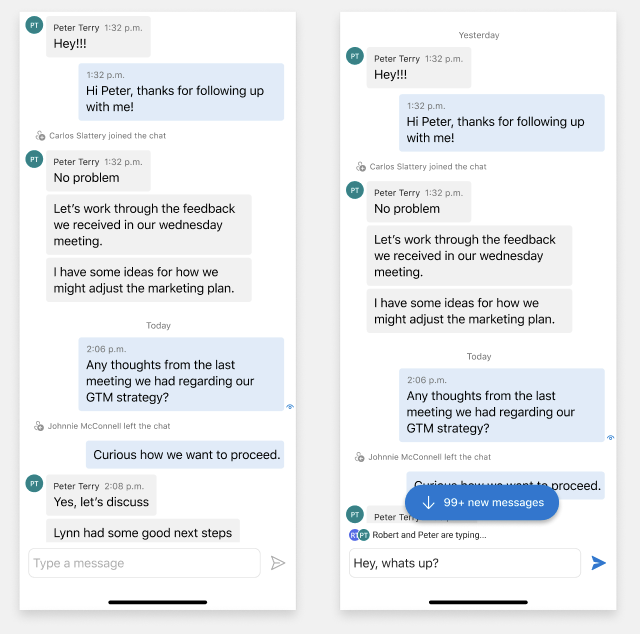 PT
Peter Terry 1:32 p.m.
Hey!!!
1:32 p.m.
Hi Peter, thanks for following up
with me!
Carlos Slattery joined the chat
PT
Peter Terry 1:32 p.m.
No problem
Let's work through the feedback
we received in our wednesday
meeting.
I have some ideas for how we
might adjust the marketing plan.
Today
2:06 p.m.
Any thoughts from the last
meeting we had regarding our
GTM strategy?
Johnnie McConnell left the chat
Curious how we want to proceed.
PT
Peter Terry 2:08 p.m.
Yes, let's discuss
Lynn had some good next steps
Type a message
Yesterday
PT
Peter Terry 1:32 p.m.
Hey!!!
1:32 p.m.
Hi Peter, thanks for following up
with me!
Carlos Slattery joined the chat
PT
Peter Terry 1:32 p.m.
No problem
Let's work through the feedback
we received in our wednesday
meeting.
I have some ideas for how we
might adjust the marketing plan.
Today
2:06 p.m.
Any thoughts from the last
meeting we had regarding our
GTM strategy?
Johnnie McConnell left the chat
Curious how we want to proceed.
99+ new messages
PT
Peter Terry
PT
Robert and Peter are typing...
Hey, whats up?